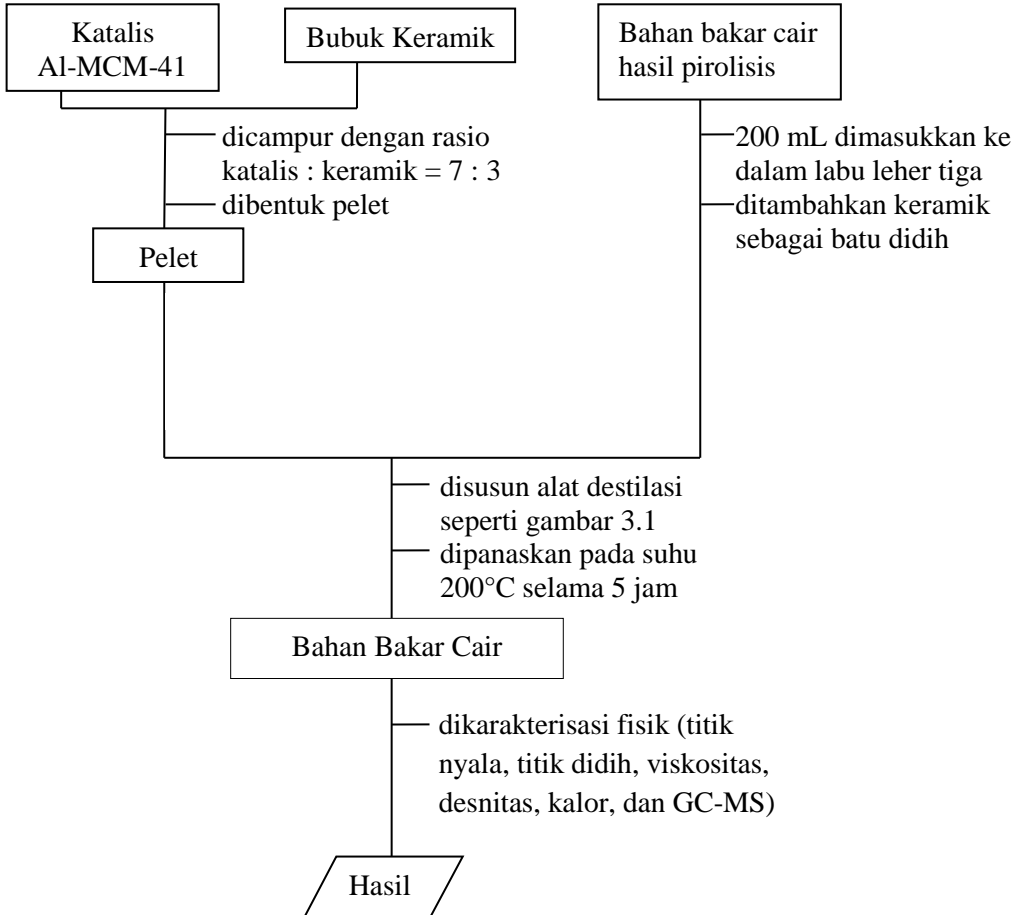 Katalis
Al-MCM-41
Bubuk Keramik
Bahan bakar cair
hasil pirolisis
dicampur dengan rasio
katalis : keramik = 7 : 3
dibentuk pelet
200 mL dimasukkan ke
dalam labu leher tiga
ditambahkan keramik
sebagai batu didih
Pelet
disusun alat destilasi
seperti gambar 3.1
dipanaskan pada suhu
200°C selama 5 jam
Bahan Bakar Cair
dikarakterisasi fisik (titik
nyala, titik didih, viskositas,
desnitas, kalor, dan GC-MS)
Hasil